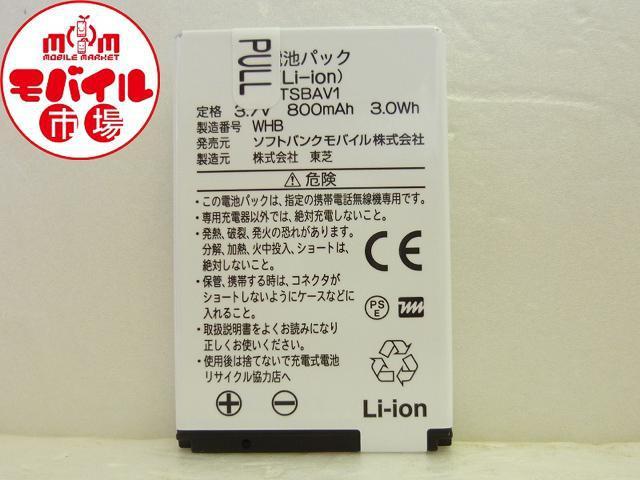 m m
MOBILE MARKET
モバイル
市場
PULL
電池パック
Li-ion)
TSBAV1
定格 3.7V 800mAh 3.0Wh
製造番号 WHB
発売元 ソフトバンクモバイル株式会社
製造元 株式会社 東芝
危険
・この電池パックは、指定の携帯電話無線機専用です。
・専用充電器以外では、絶対充電しないこと。
・発熱、破裂、発火の恐れがあります。
分解、加熱、火中投入、ショートは、
絶対しないこと。
・保管、携帯する時は、コネクタが
ショートしないようにケースなどに
入れること。
・取扱説明書をよくお読みになり
正しくお使いください。
・使用後は捨てないで充電式電池
リサイクル協力店へ
CE
PS
E
Li-ion